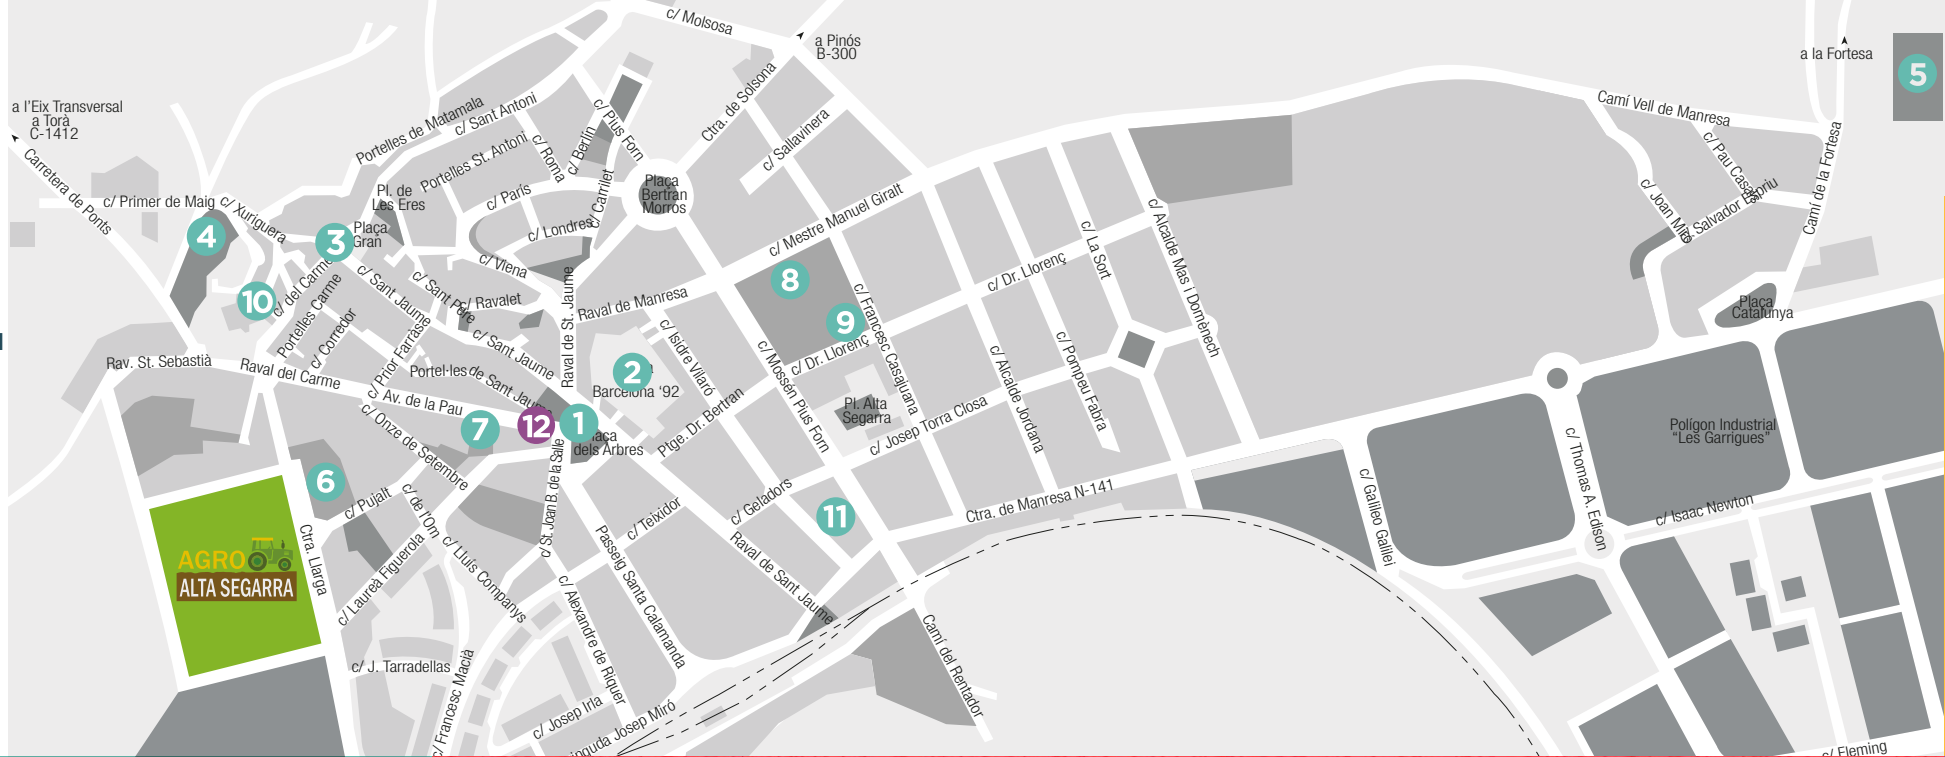 c/ Molsosa
a Pinós
B-300
a la Fortesa
5
a l'Eix Transversal
a Torà
C-1412
Carretera de Ponts
c/ Primer de Maig
c/ Xuriguera
4
Portelles de Matamala
c/ Sant Antoni
Portelles St. Antoni
c/ Roma
c/ Berlin
c/ Pius Forn
Ctra. de Solsona
c/ Sallavinera
Camí Vell de Manresa
c/ Pau Casals
c/ Salvador Espriu
c/ Joan Miró
Camí de la Fortesa
Pl. de
Les Eres
c/ París
c/ Carrilet
Plaça
Bertran
Morros
3
Plaça
Gran
c/ Londres
c/ Viena
c/ Mestre Manuel Giralt
c/ Alcalde Mas i Domènech
c/ La Sort
c/ Dr. Llorenç
10
c/ del Carme
Portelles Carme
c/ Corredor
c/ Sant Jaume
c/ Sant Pere
c/ Ravalet
c/ Prior Farràs
c/ Sant Jaume
Raval de St. Jaume
Raval de Manresa
8
9
c/ Francesc Casajuana
c/ Dr. Llorenç
Plaça
Catalunya
Rav. St. Sebastià
Raval del Carme
Portel·les de Sant Jaume
c/ Av. de la Pau
c/ Onze de Setembre
2
Barcelona '92
c/ Isidre Vilaró
c/ Mossèn Pius Forn
Ptge. Dr. Bertran
Pl. Alta
Segarra
c/ Josep Torra Closa
c/ Alcalde Jordana
c/ Pompeu Fabra
7
12
1
dels Arbres
Polígon Industrial
“Les Garrigues”
c/ Thomas A. Edison
c/ Galileo Galilei
c/ Isaac Newton
6
c/ Pujalt
c/ de l'Om
c/ St. Joan B. de la Salle
c/ Teixidor
c/ Geladors
11
Ctra. de Manresa N-141
AGRO
ALTA SEGARRA
Ctra. Llarga
c/ Laureà Figuerola
c/ Lluís Companys
Passeig Santa Calamanda
Raval de Sant Jaume
c/ Alexandre de Riquer
Camí del Rentador
c/ J. Tarradellas
c/ Francesc Macià
c/ Josep Irla
inguda Josep Miró
c/ Fleming